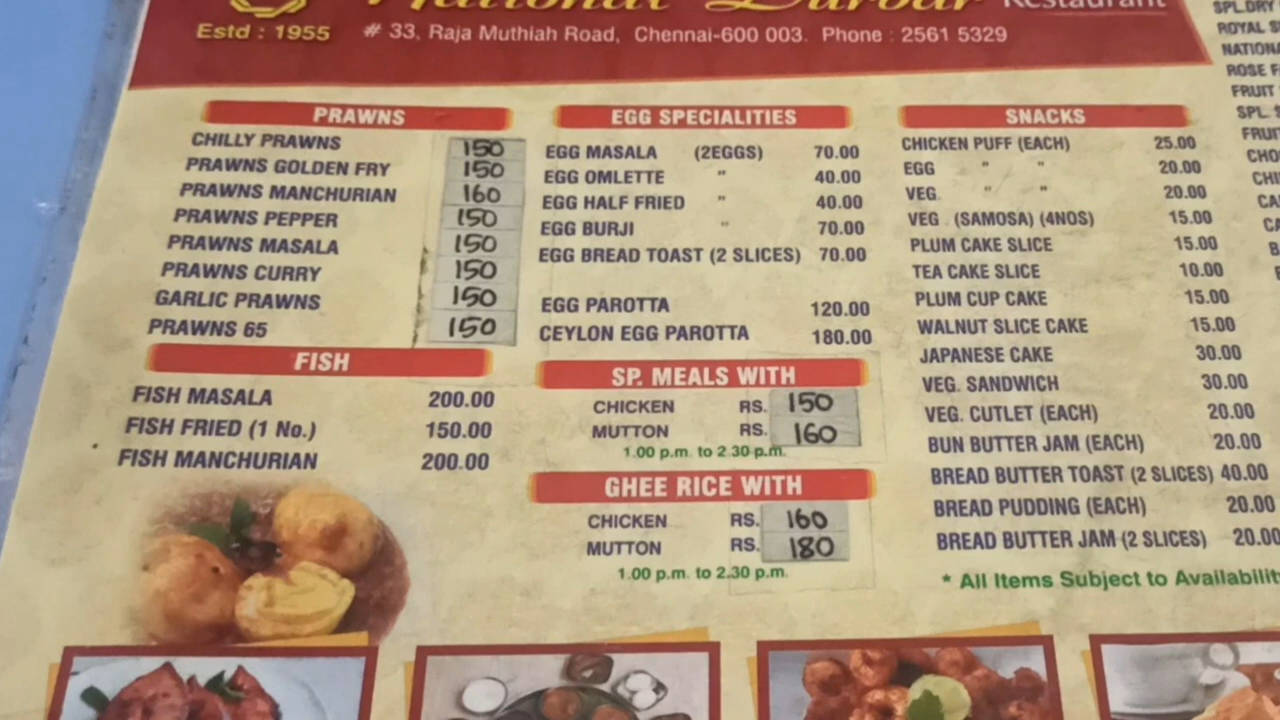 National Durbar Restaurant
Estd : 1955 # 33, Raja Muthiah Road, Chennai-600 003. Phone : 2561 5329
PRAWNS
CHILLY PRAWNS 150
PRAWNS GOLDEN FRY 150
PRAWNS MANCHURIAN 160
PRAWNS PEPPER 150
PRAWNS MASALA 150
PRAWNS CURRY 150
GARLIC PRAWNS 150
PRAWNS 65 150
FISH
FISH MASALA 200.00
FISH FRIED (1 No.) 150.00
FISH MANCHURIAN 200.00
EGG SPECIALITIES
EGG MASALA (2EGGS) 70.00
EGG OMLETTE " 40.00
EGG HALF FRIED " 40.00
EGG BURJI " 70.00
EGG BREAD TOAST (2 SLICES) 70.00
EGG PAROTTA 120.00
CEYLON EGG PAROTTA 180.00
SP. MEALS WITH
CHICKEN RS. 150
MUTTON RS. 160
1.00 p.m. to 2.30 p.m.
GHEE RICE WITH
CHICKEN RS. 160
MUTTON RS. 180
1.00 p.m. to 2.30 p.m.
SNACKS
CHICKEN PUFF (EACH) 25.00
EGG " " 20.00
VEG. " " 20.00
VEG . (SAMOSA) (4NOS) 15.00
PLUM CAKE SLICE 15.00
TEA CAKE SLICE 10.00
PLUM CUP CAKE 15.00
WALNUT SLICE CAKE 15.00
JAPANESE CAKE 30.00
VEG. SANDWICH 30.00
VEG. CUTLET (EACH) 20.00
BUN BUTTER JAM (EACH) 20.00
BREAD BUTTER TOAST (2 SLICES) 40.00
BREAD PUDDING (EACH) 20.00
BREAD BUTTER JAM (2 SLICES) 20.00
* All Items Subject to Availabilit
SPL.DRY
ROYAL
NATION
ROSE
FRUIT
SPL.